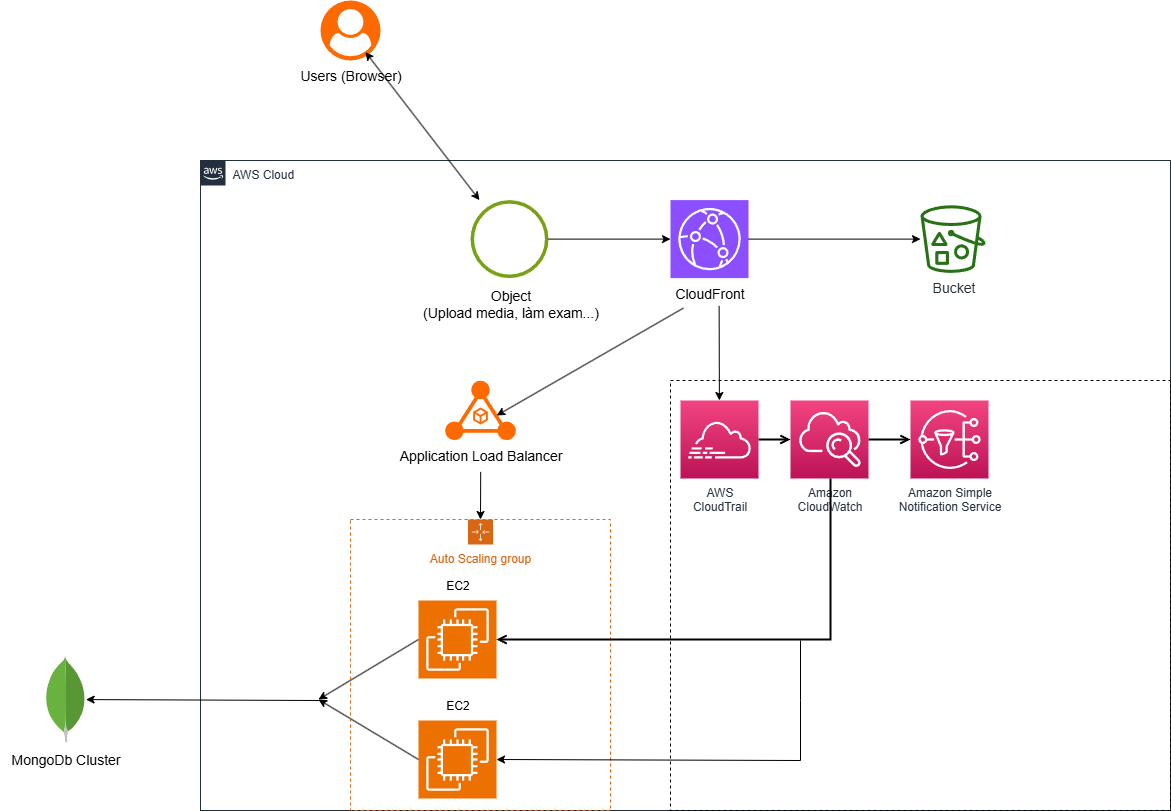 Users (Browser)
aws
AWS Cloud
Object
(Upload media, làm exam...)
CloudFront
Bucket
Application Load Balancer
AWS
CloudTrail
Amazon
CloudWatch
Amazon Simple
Notification Service
Auto Scaling group
EC2
EC2
MongoDb Cluster